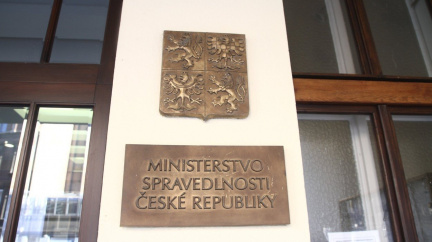 MINISTERSTVO
SPRAVEDLNOSTI
ČESKÉ REPUBLIKY